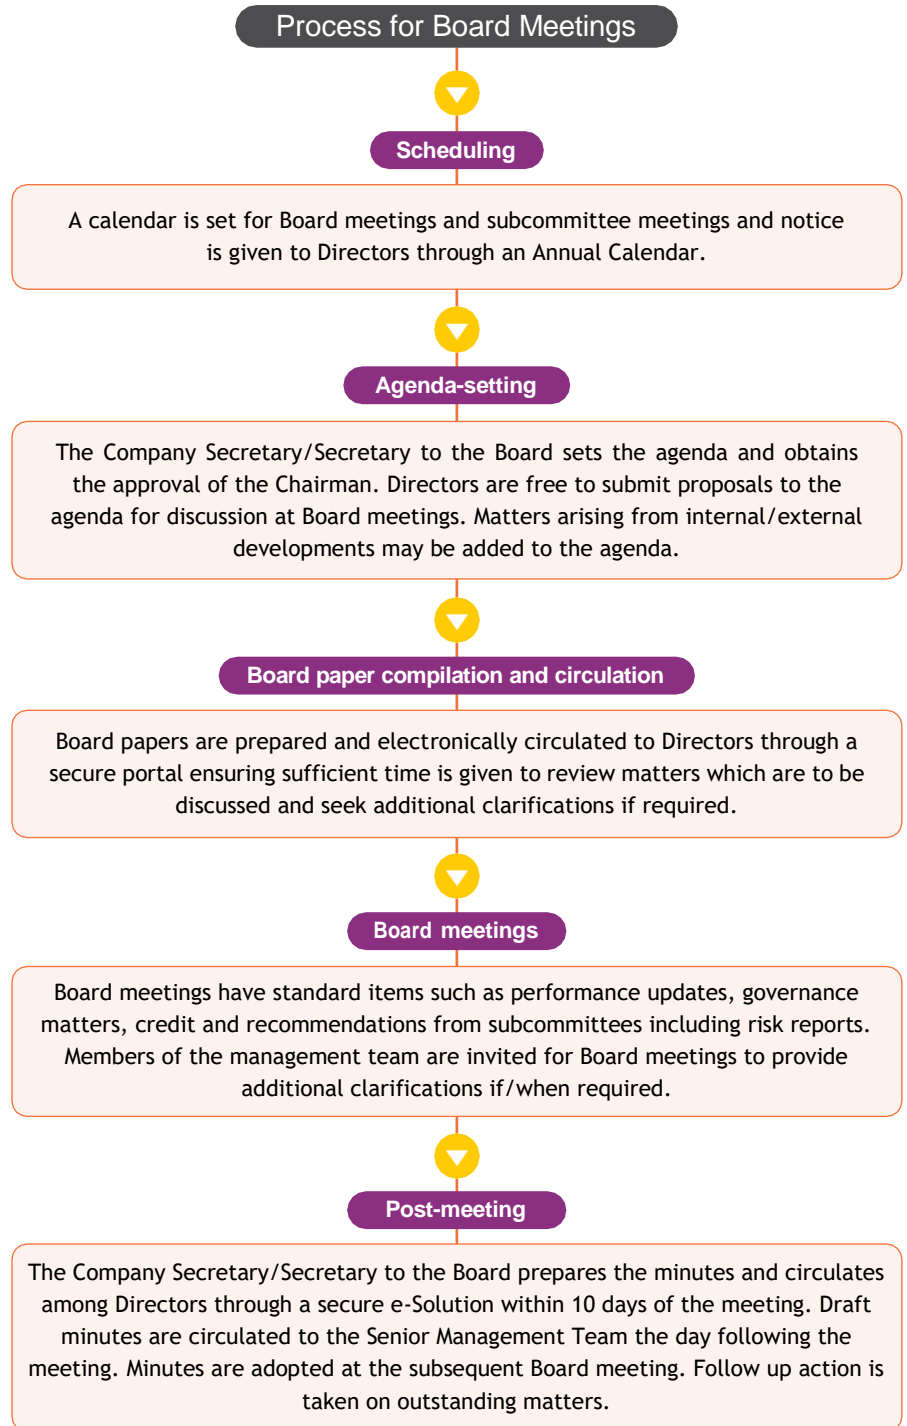 Process for Board Meetings
Scheduling
A calendar is set for Board meetings and subcommittee meetings and notice
is given to Directors through an Annual Calendar.
Agenda-setting
The Company Secretary/Secretary to the Board sets the agenda and obtains
the approval of the Chairman. Directors are free to submit proposals to the
agenda for discussion at Board meetings. Matters arising from internal/external
developments may be added to the agenda.
Board paper compilation and circulation
Board papers are prepared and electronically circulated to Directors through a
secure portal ensuring sufficient time is given to review matters which are to be
discussed and seek additional clarifications if required.
Board meetings
Board meetings have standard items such as performance updates, governance
matters, credit and recommendations from subcommittees including risk reports.
Members of the management team are invited for Board meetings to provide
additional clarifications if/when required.
Post-meeting
The Company Secretary/Secretary to the Board prepares the minutes and circulates
among Directors through a secure e-Solution within 10 days of the meeting. Draft
minutes are circulated to the Senior Management Team the day following the
meeting. Minutes are adopted at the subsequent Board meeting. Follow up action is
taken on outstanding matters.